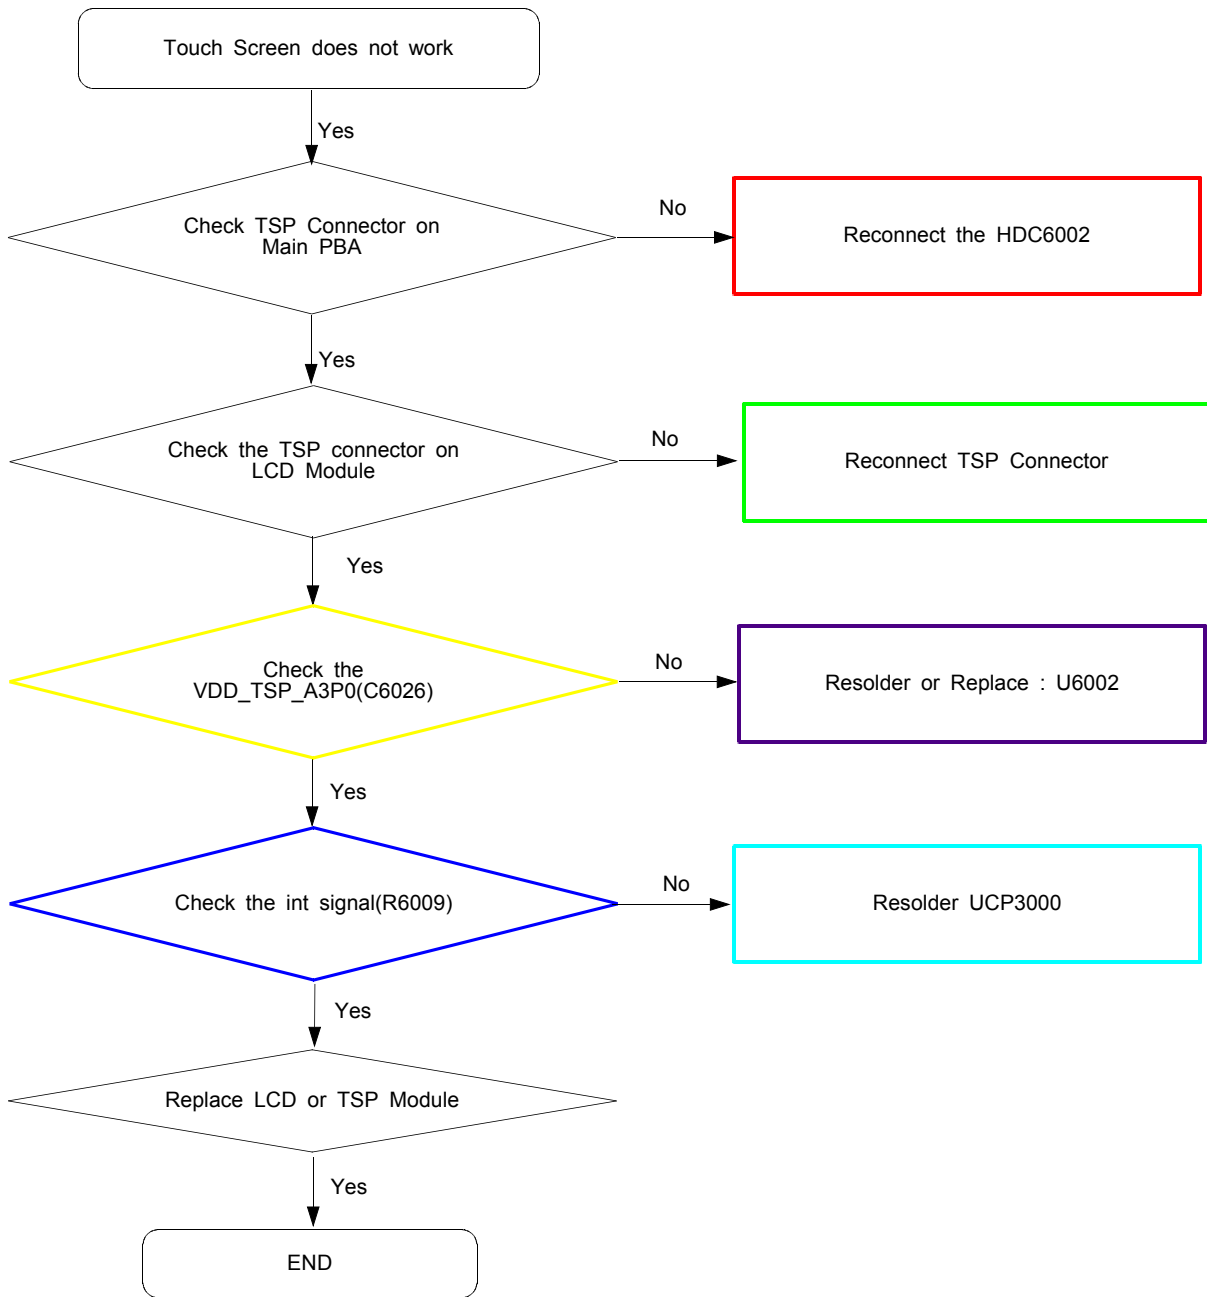 Touch Screen does not work
Yes
Check TSP Connector on
Main PBA
No
Reconnect the HDC6002
Yes
Check the TSP connector on
LCD Module
No
Reconnect TSP Connector
Yes
Check the
VDD_TSP_A3P0(C6026)
No
Resolder or Replace : U6002
Yes
Check the int signal(R6009)
No
Resolder UCP3000
Yes
Replace LCD or TSP Module
Yes
END